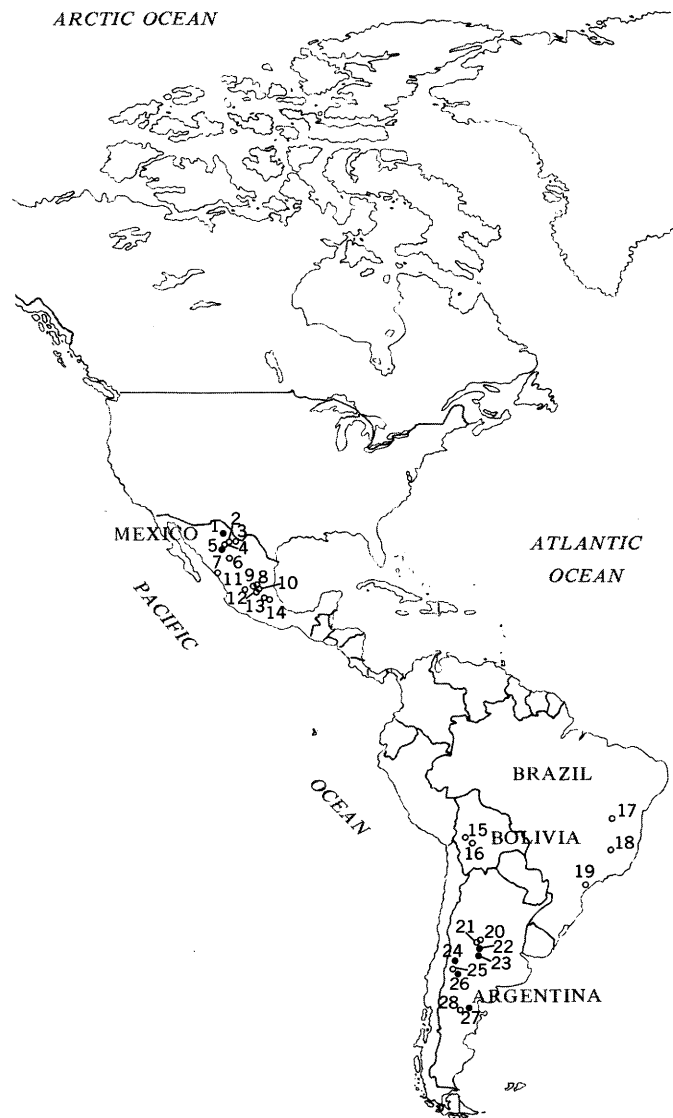 ARCTIC OCEAN
1 2
MEXICO 3
5 4
7 6
11 9 8 10
12 13 14
ATLANTIC
OCEAN
PACIFIC
OCEAN
BRAZIL
17
15
BOLIVIA
16
18
19
21 20
22
24 23
25
26
ARGENTINA
28
27